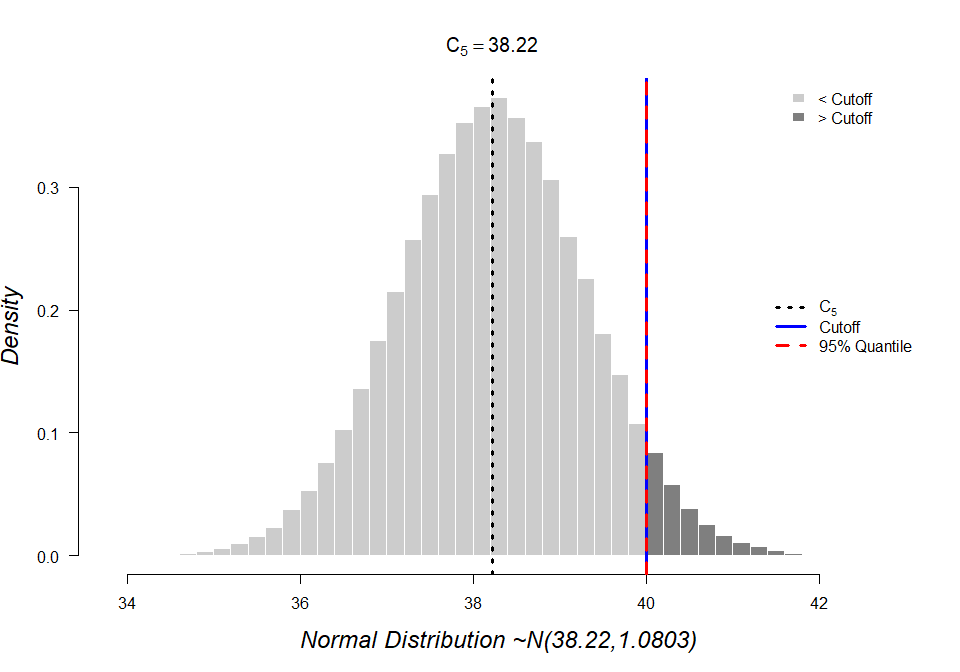 C₅ = 38.22
< Cutoff
> Cutoff
0.3
0.2
0.1
0.0
Density
C₅
Cutoff
95% Quantile
34 36 38 40 42
Normal Distribution ~N(38.22,1.0803)